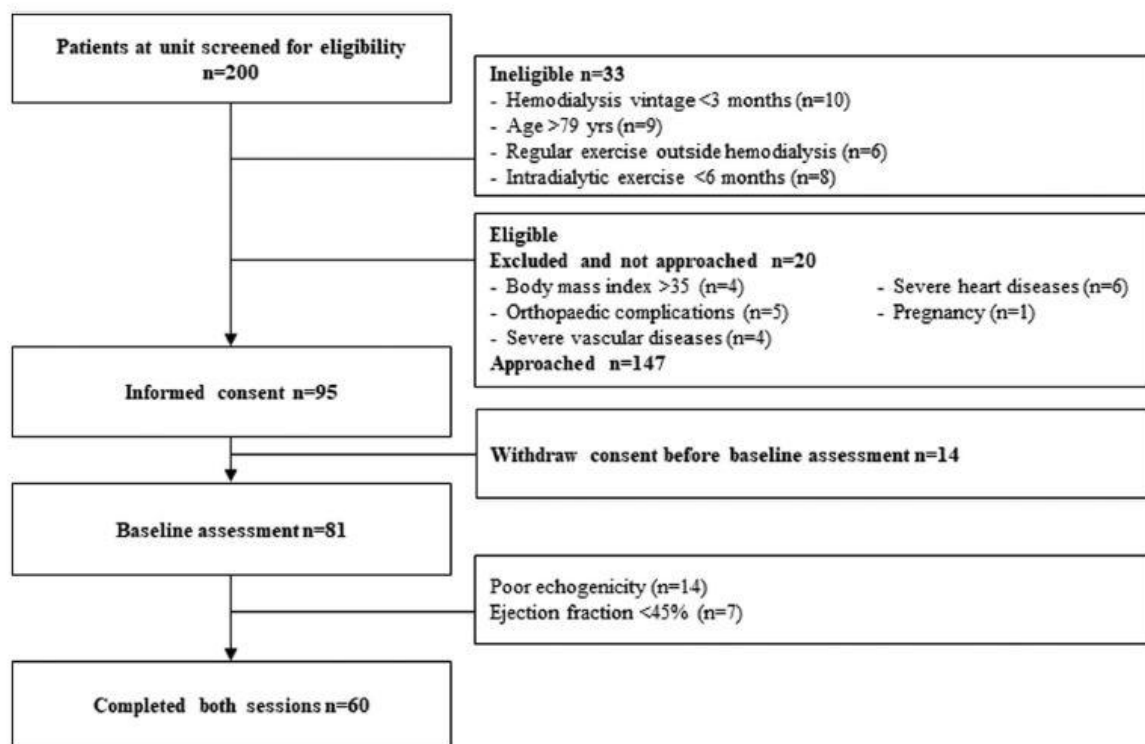 Patients at unit screened for eligibility
n=200
Ineligible n=33
- Hemodialysis vintage <3 months (n=10)
- Age >79 yrs (n=9)
- Regular exercise outside hemodialysis (n=6)
- Intradialytic exercise <6 months (n=8)
Eligible
Excluded and not approached n=20
- Body mass index >35 (n=4) - Severe heart diseases (n=6)
- Orthopaedic complications (n=5) - Pregnancy (n=1)
- Severe vascular diseases (n=4)
Approached n=147
Informed consent n=95
Withdraw consent before baseline assessment n=14
Baseline assessment n=81
Poor echogenicity (n=14)
Ejection fraction <45% (n=7)
Completed both sessions n=60